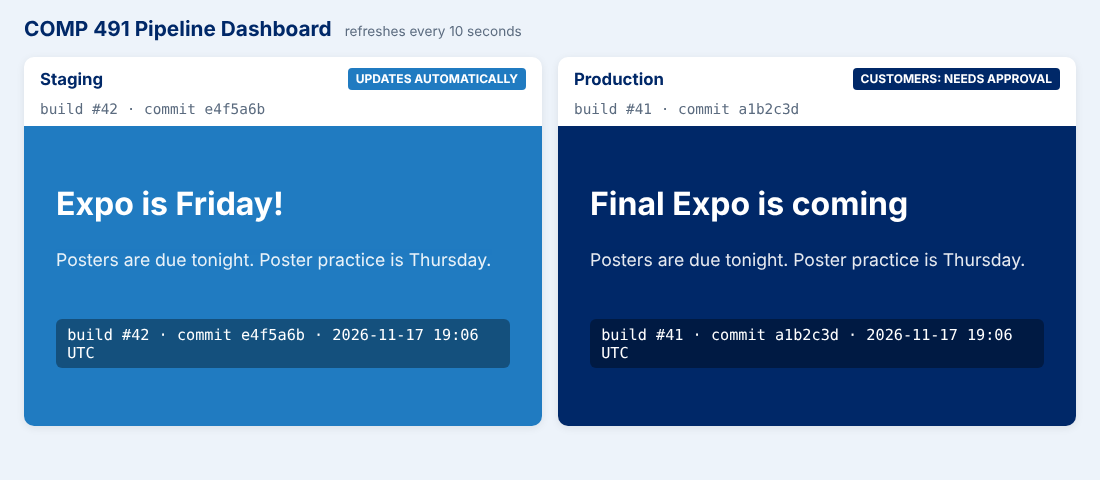 COMP 491 Pipeline Dashboard refreshes every 10 seconds
Staging
UPDATES AUTOMATICALLY
build #42 · commit e4f5a6b
Expo is Friday!
Posters are due tonight. Poster practice is Thursday.
build #42 · commit e4f5a6b · 2026-11-17 19:06
UTC
Production
CUSTOMERS: NEEDS APPROVAL
build #41 · commit a1b2c3d
Final Expo is coming
Posters are due tonight. Poster practice is Thursday.
build #41 · commit a1b2c3d · 2026-11-17 19:06
UTC